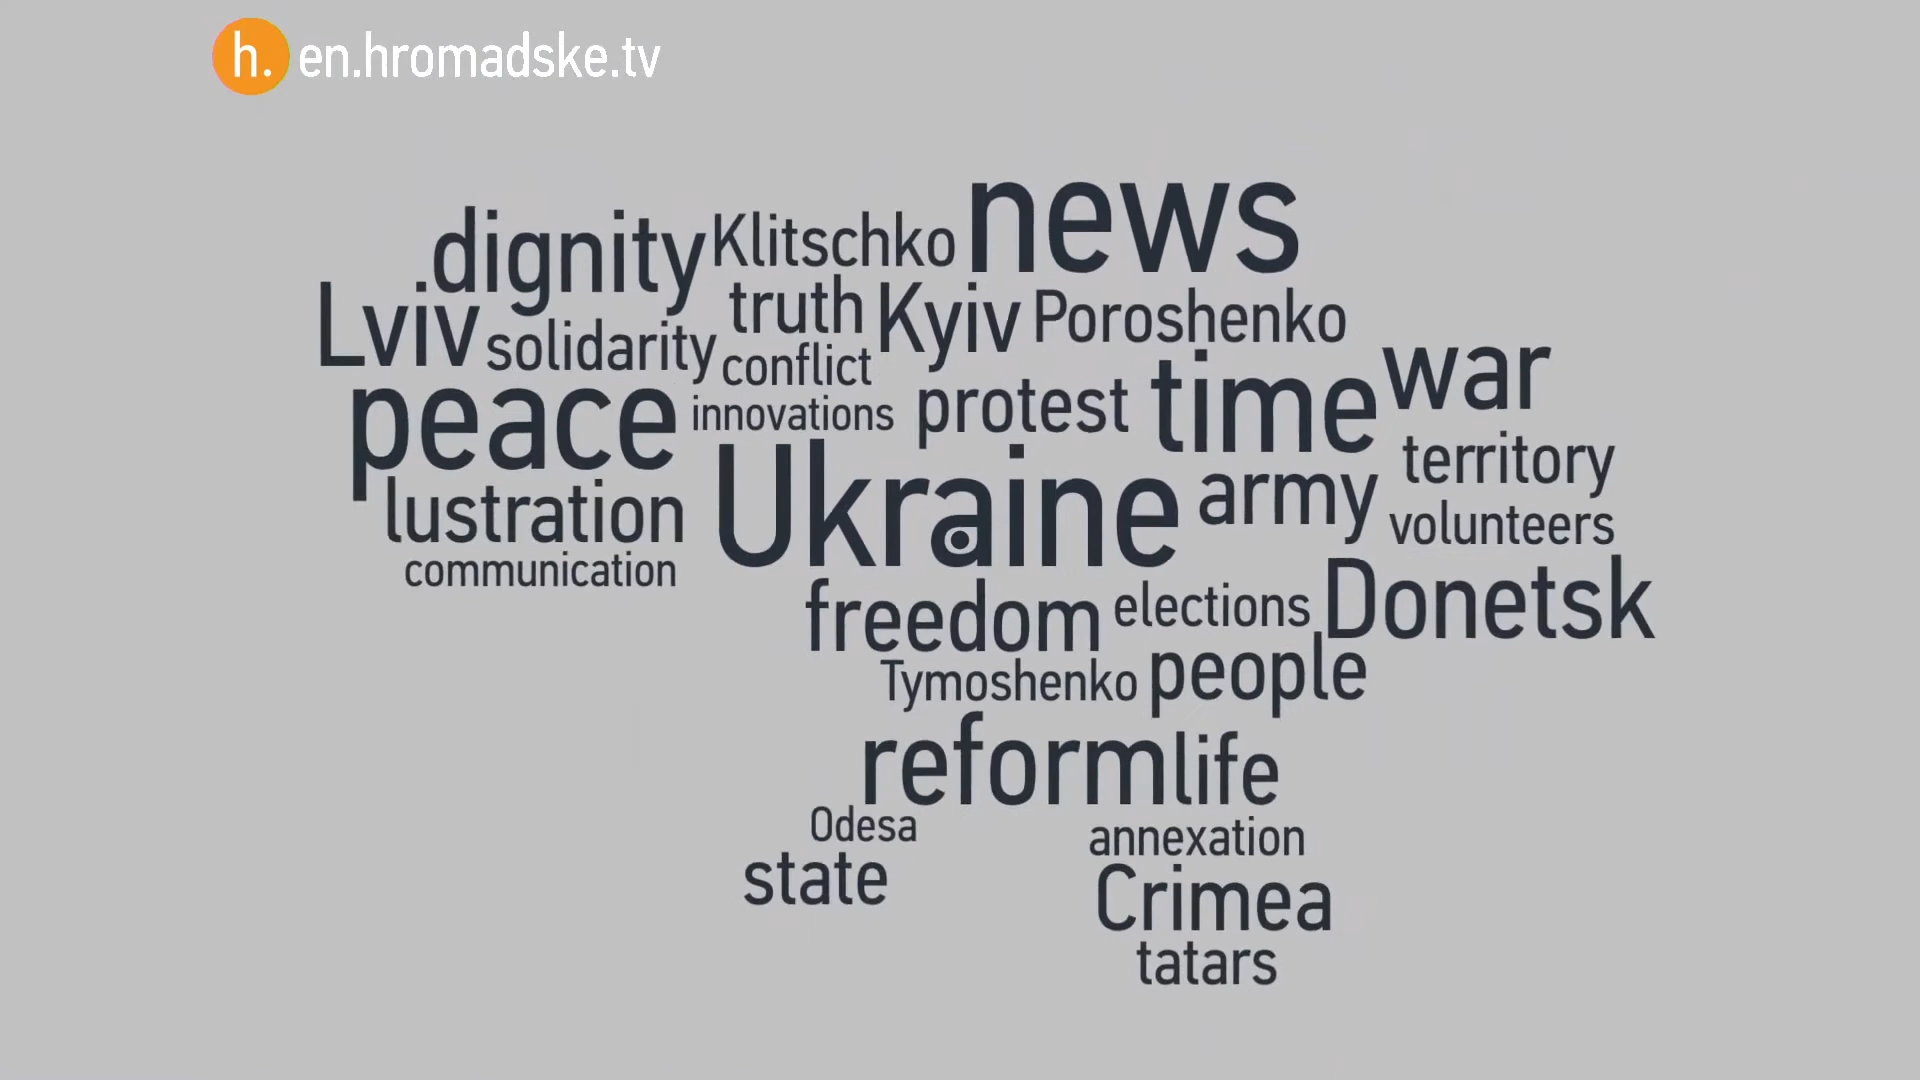 h. en.hromadske.tv
news
dignity Klitschko
Lviv solidarity truth Kyiv Poroshenko
conflict
peace innovations protest time war
territory
lustration Ukraine army volunteers
communication
freedom elections Donetsk
Tymoshenko people
reform life
Odesa annexation
state Crimea
tatars